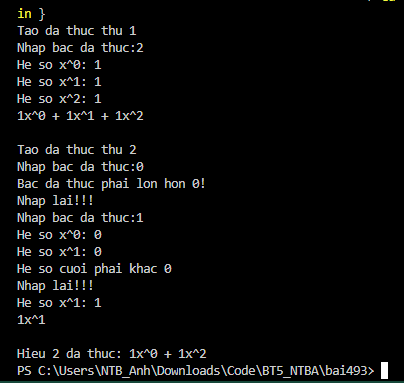 in }
Tao da thuc thu 1
Nhap bac da thuc:2
He so x^0: 1
He so x^1: 1
He so x^2: 1
1x^0 + 1x^1 + 1x^2
Tao da thuc thu 2
Nhap bac da thuc:0
Bac da thuc phai lon hon 0!
Nhap lai!!!
Nhap bac da thuc:1
He so x^0: 0
He so x^1: 0
He so cuoi phai khac 0
Nhap lai!!!
He so x^1: 1
1x^1
Hieu 2 da thuc: 1x^0 + 1x^2
PS C:\Users\NTB_Anh\Downloads\Code\BT5_NTBA\bai493>